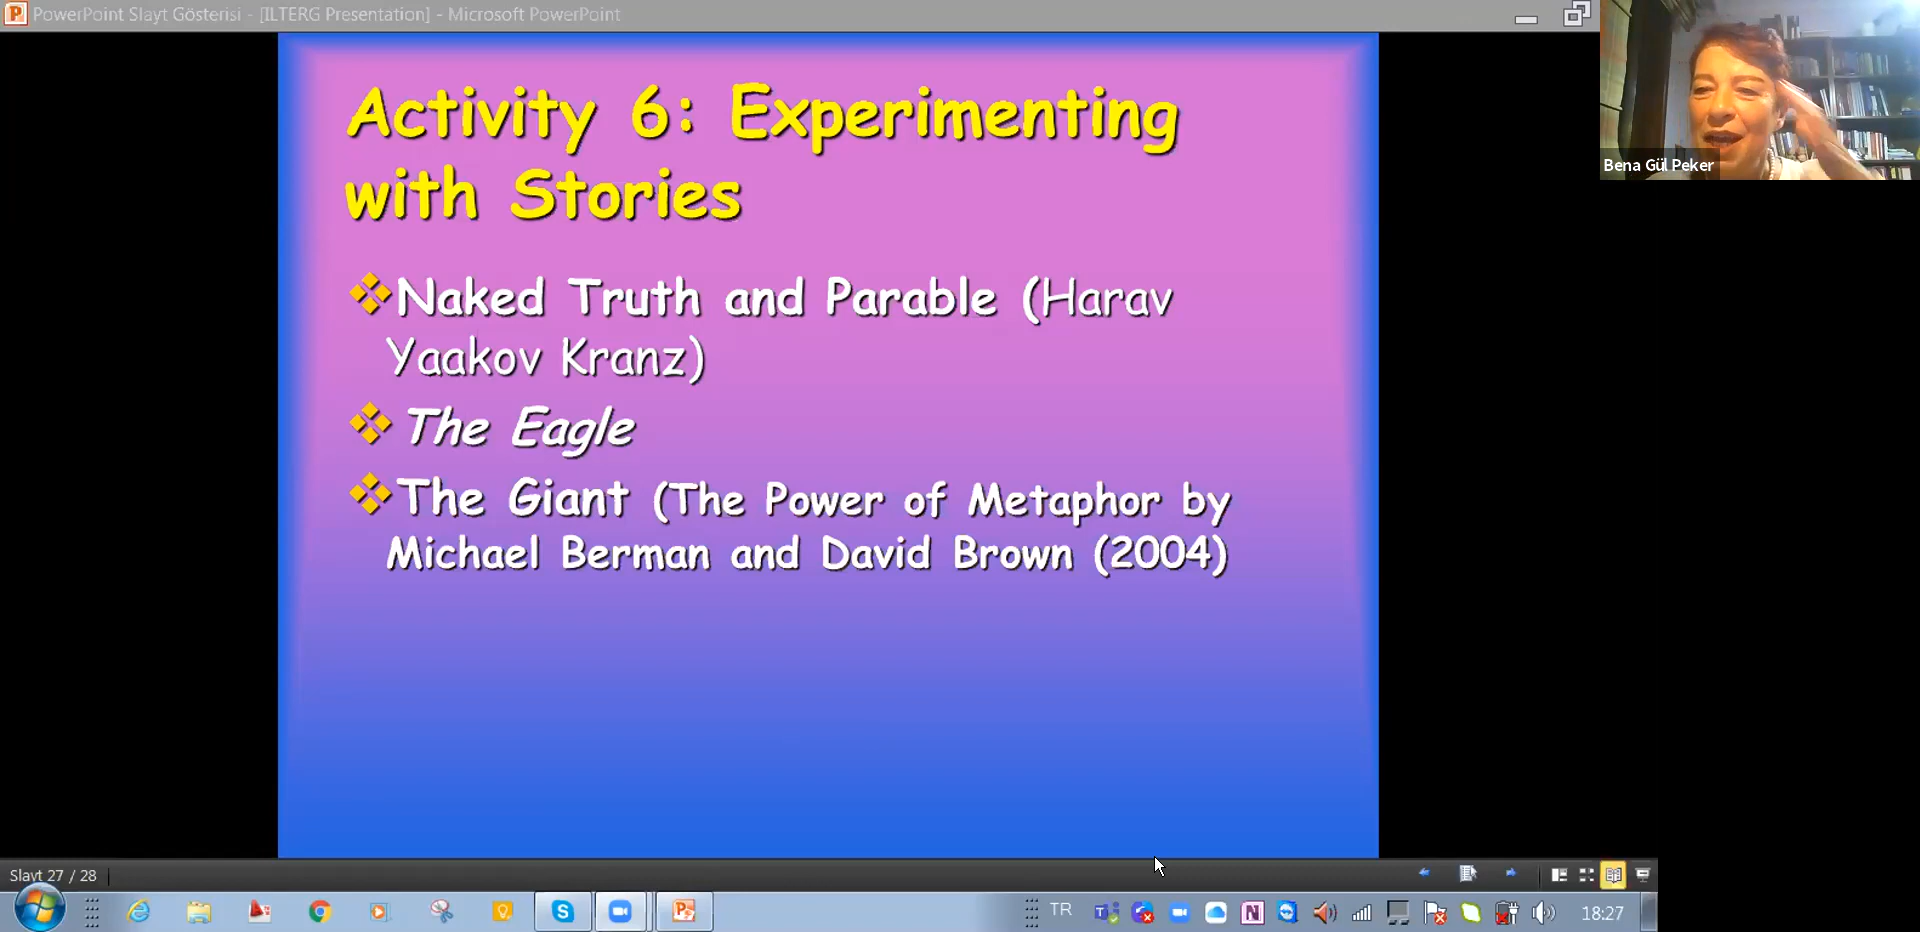 PowerPoint Slayt Gösterisi - [ILTERG Presentation] - Microsoft PowerPoint
Bena Gül Peker
Activity 6: Experimenting
with Stories
Naked Truth and Parable (Harav
Yaakov Kranz)
The Eagle
The Giant (The Power of Metaphor by
Michael Berman and David Brown (2004)
Slayt 27 / 28
TR
18:27